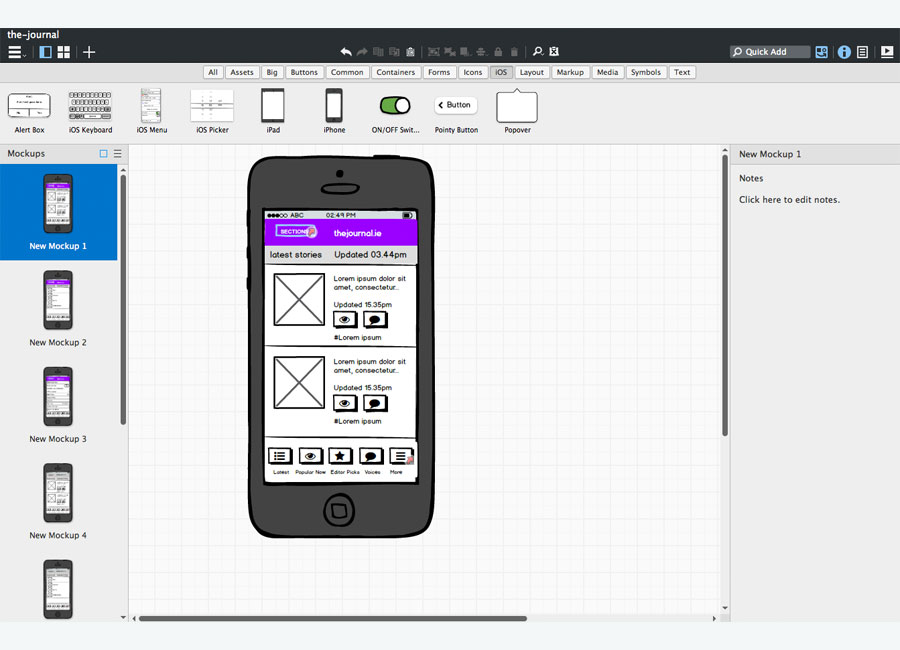 the-journal
Quick Add
All Assets Big Buttons Common Containers Forms Icons iOS Layout Markup Media Symbols Text
Alert Box iOS Keyboard iOS Menu iOS Picker iPad iPhone ON/OFF Swit... Pointy Button Popover
Button
Mockups
New Mockup 1
New Mockup 2
New Mockup 3
New Mockup 4
ABC 02:49 PM
SECTIONS thejournal.ie
latest stories Updated 03.44pm
Lorem ipsum dolor sit
amet, consectetur..
Updated 15.35pm
#Lorem ipsum
Lorem ipsum dolor sit
amet, consectetur..
Updated 15.35pm
#Lorem ipsum
Latest Popular Now Editor Picks Voices More
New Mockup 1
Notes
Click here to edit notes.